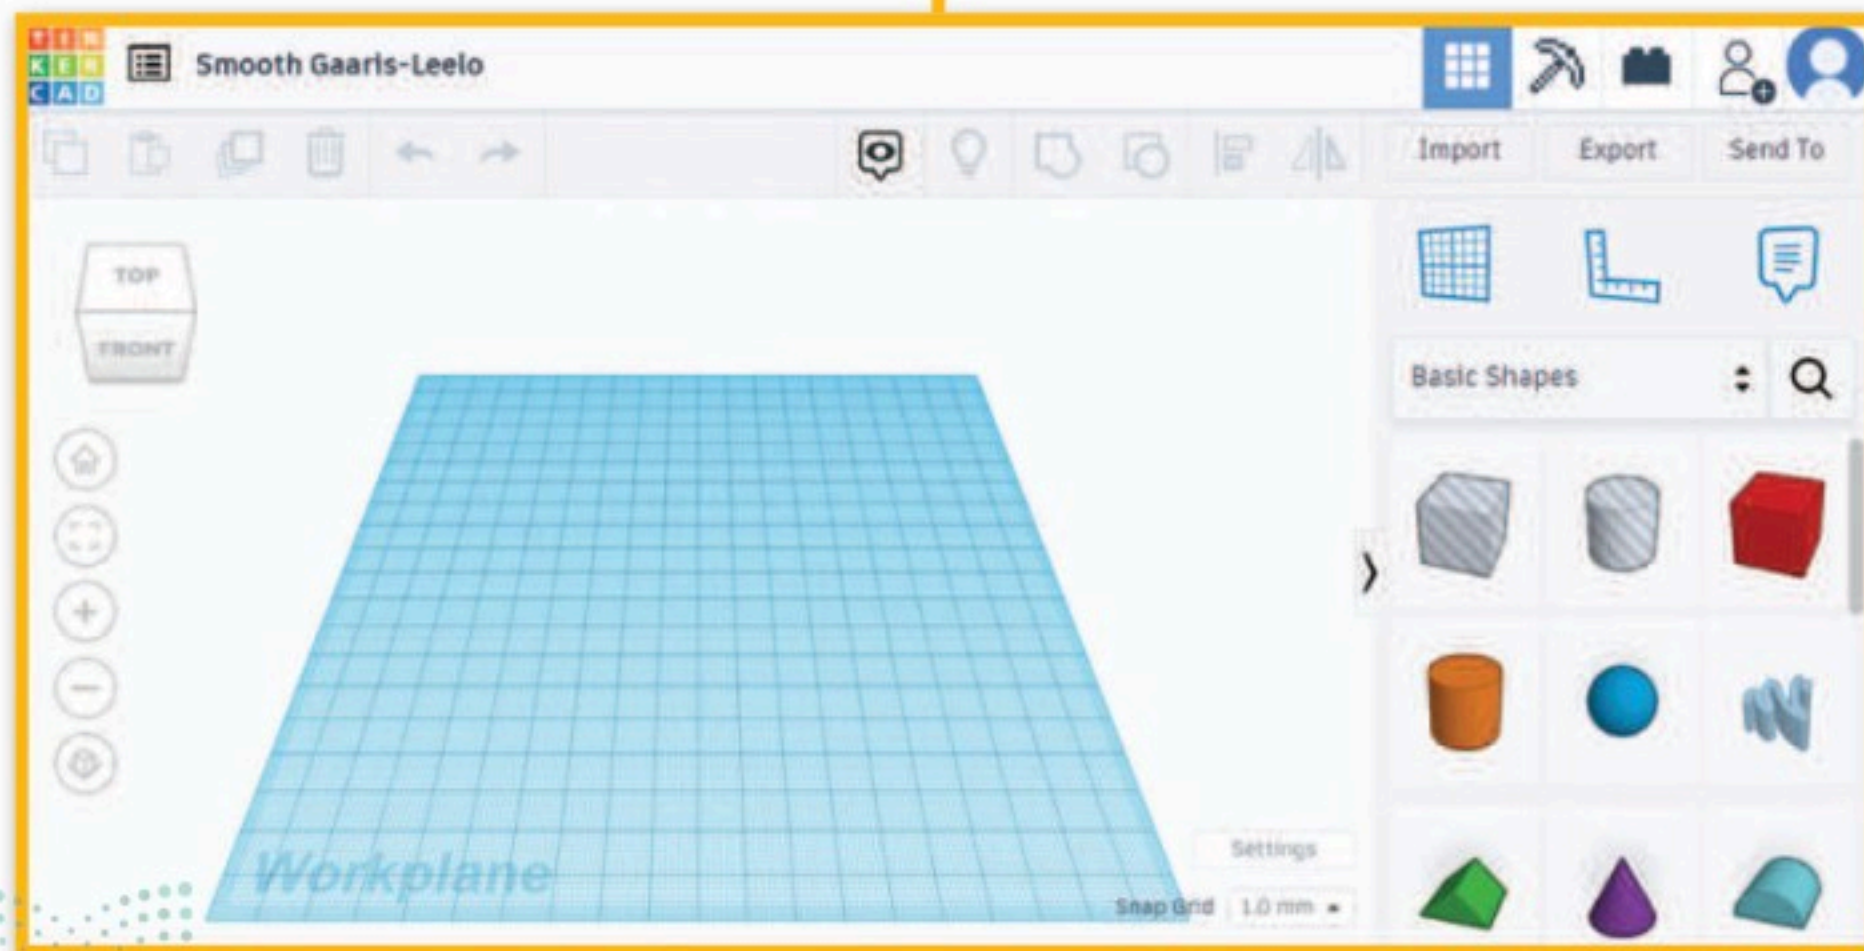 TIN
KER
CAD
Smooth Gaaris-Leelo
Import
Export
Send To
TOP
FRONT
Basic Shapes
Workplane
Settings
Snap Grid
1.0 mm